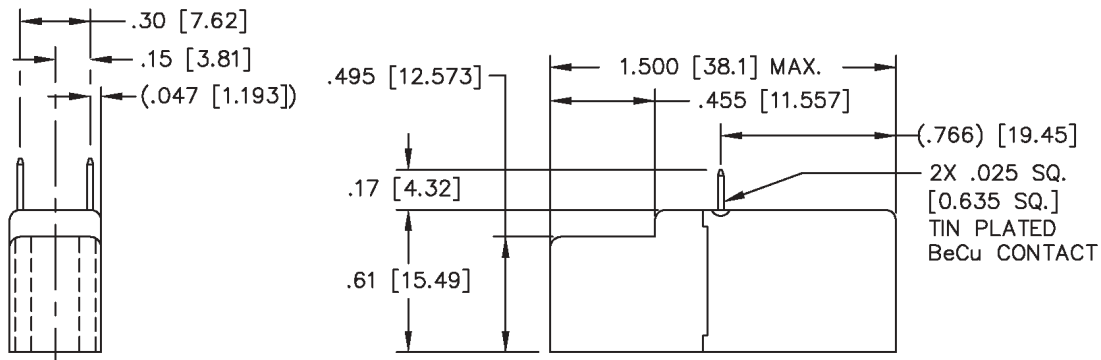 .30 [7.62]
.15 [3.81]
(.047 [1.193])
.495 [12.573]
1.500 [38.1] MAX.
.455 [11.557]
(.766) [19.45]
.17 [4.32]
2X .025 SQ.
[0.635 SQ.]
TIN PLATED
BeCu CONTACT
.61 [15.49]